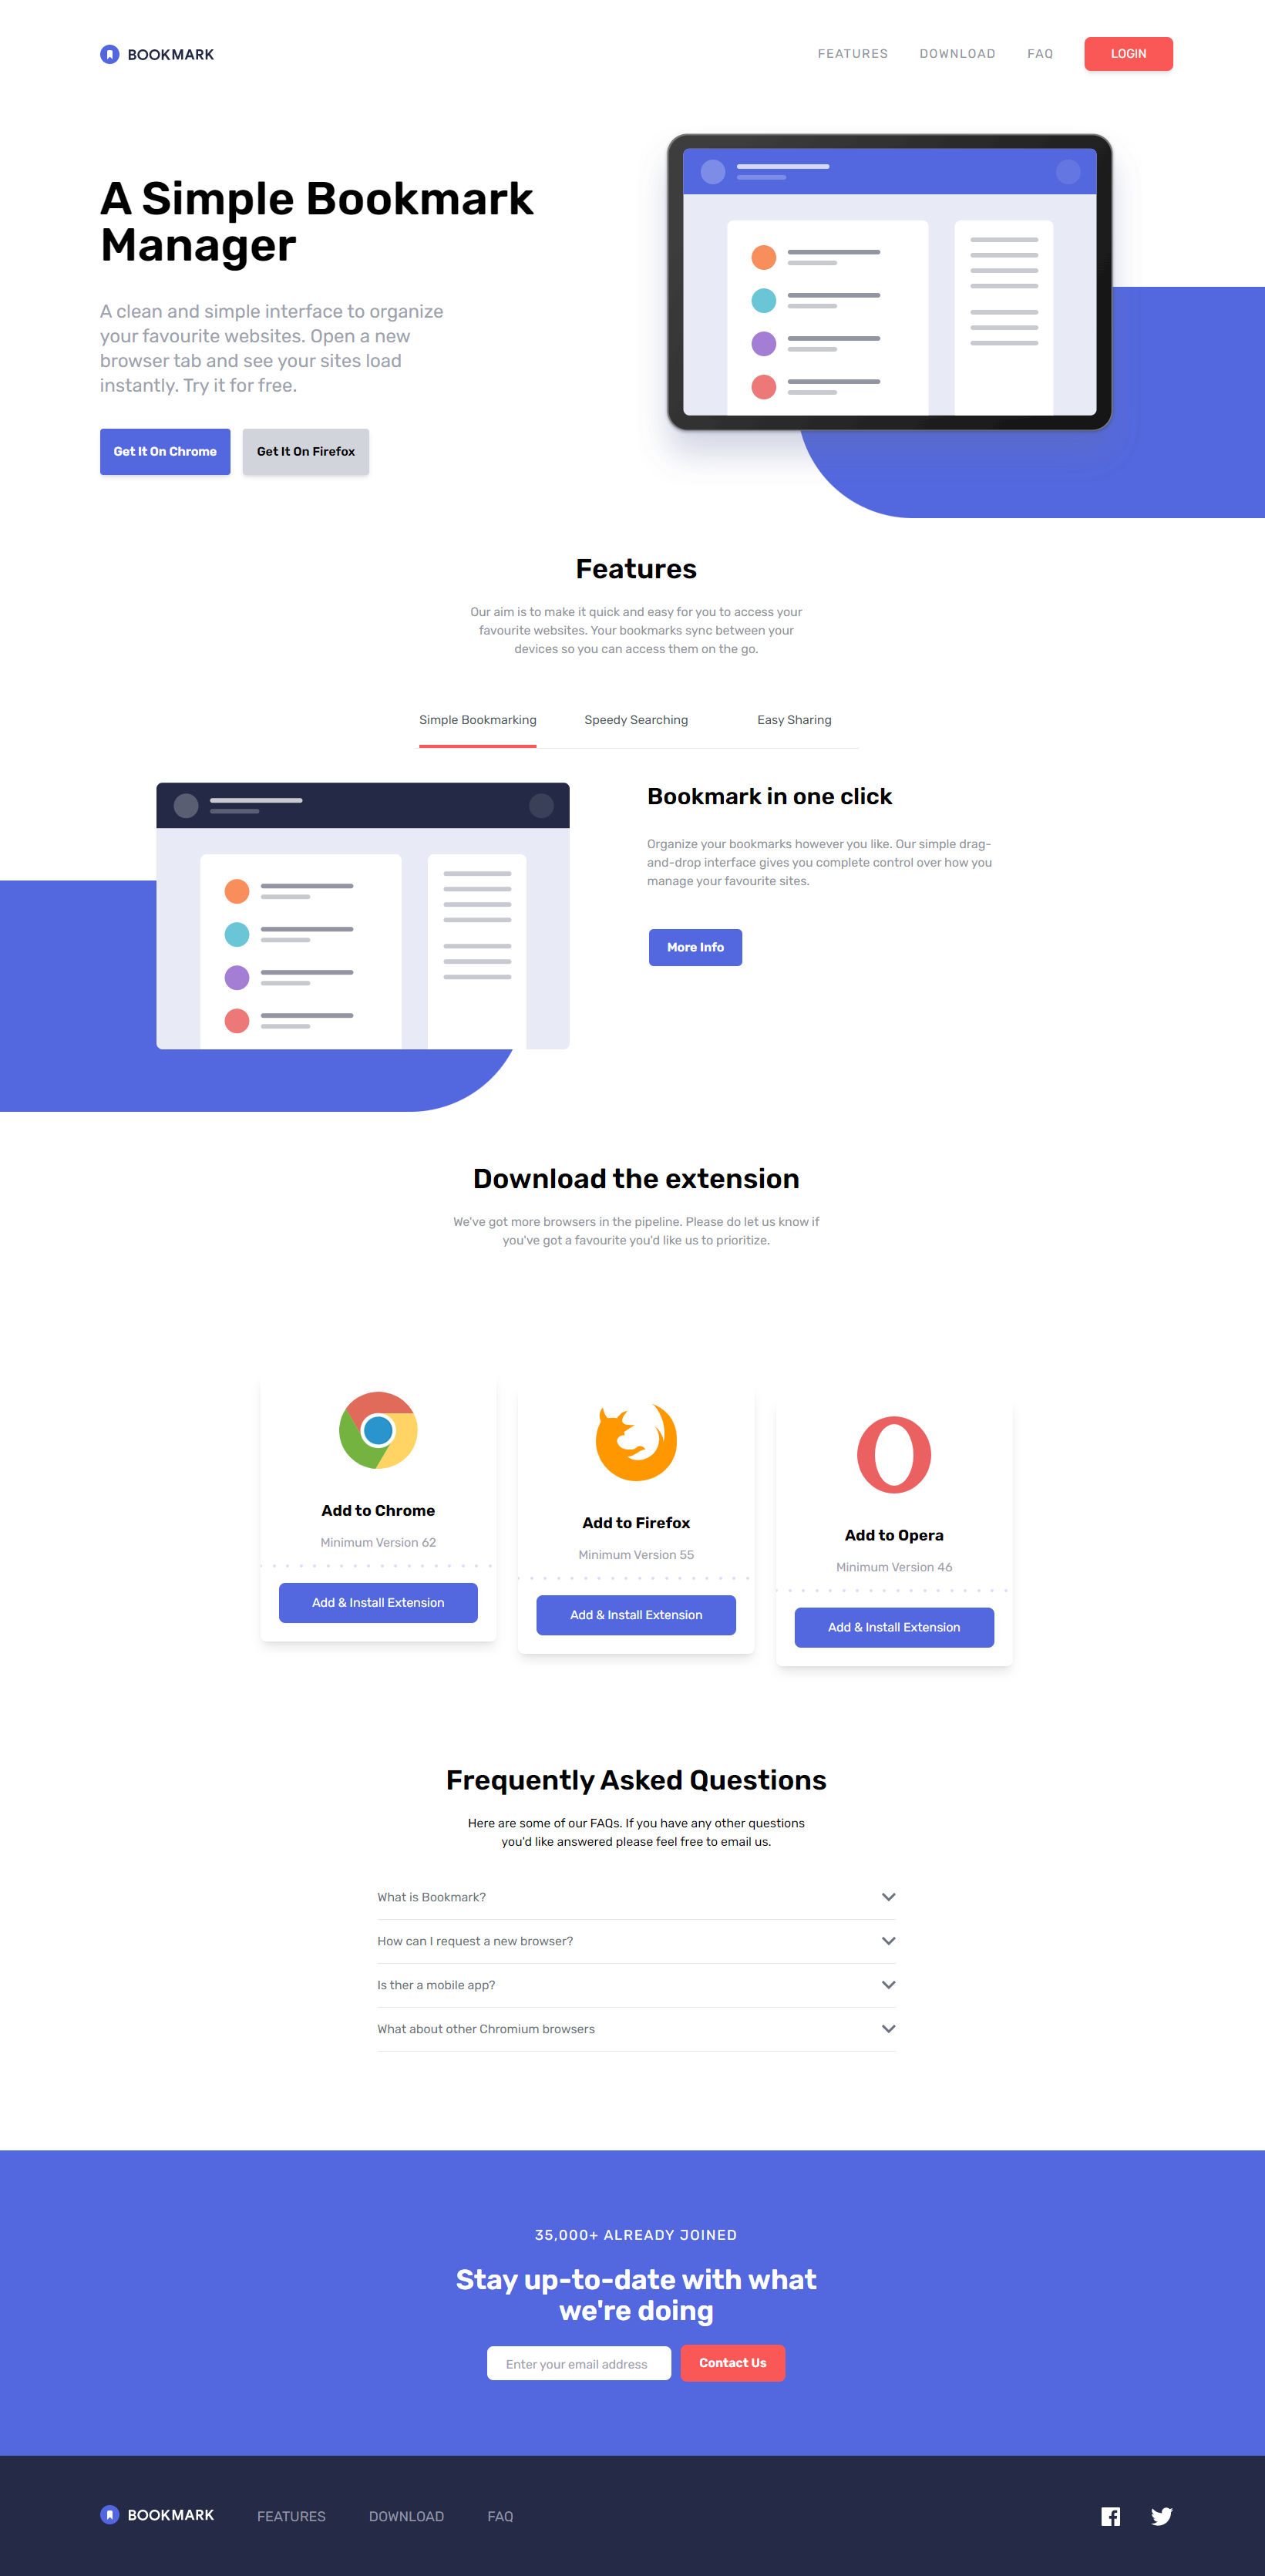 BOOKMARK
FEATURES
DOWNLOAD
FAQ
LOGIN
A Simple Bookmark
Manager
A clean and simple interface to organize
your favourite websites. Open a new
browser tab and see your sites load
instantly. Try it for free.
Get It On Chrome
Get It On Firefox
Features
Our aim is to make it quick and easy for you to access your
favourite websites. Your bookmarks sync between your
devices so you can access them on the go.
Simple Bookmarking
Speedy Searching
Easy Sharing
Bookmark in one click
Organize your bookmarks however you like. Our simple drag-
and-drop interface gives you complete control over how you
manage your favourite sites.
More Info
Download the extension
We've got more browsers in the pipeline. Please do let us know if
you've got a favourite you'd like us to prioritize.
Add to Chrome
Minimum Version 62
Add & Install Extension
Add to Firefox
Minimum Version 55
Add & Install Extension
Add to Opera
Minimum Version 46
Add & Install Extension
Frequently Asked Questions
Here are some of our FAQs. If you have any other questions
you'd like answered please feel free to email us.
What is Bookmark?
How can I request a new browser?
Is ther a mobile app?
What about other Chromium browsers
35,000+ ALREADY JOINED
Stay up-to-date with what
we're doing
Enter your email address
Contact Us
BOOKMARK
FEATURES
DOWNLOAD
FAQ